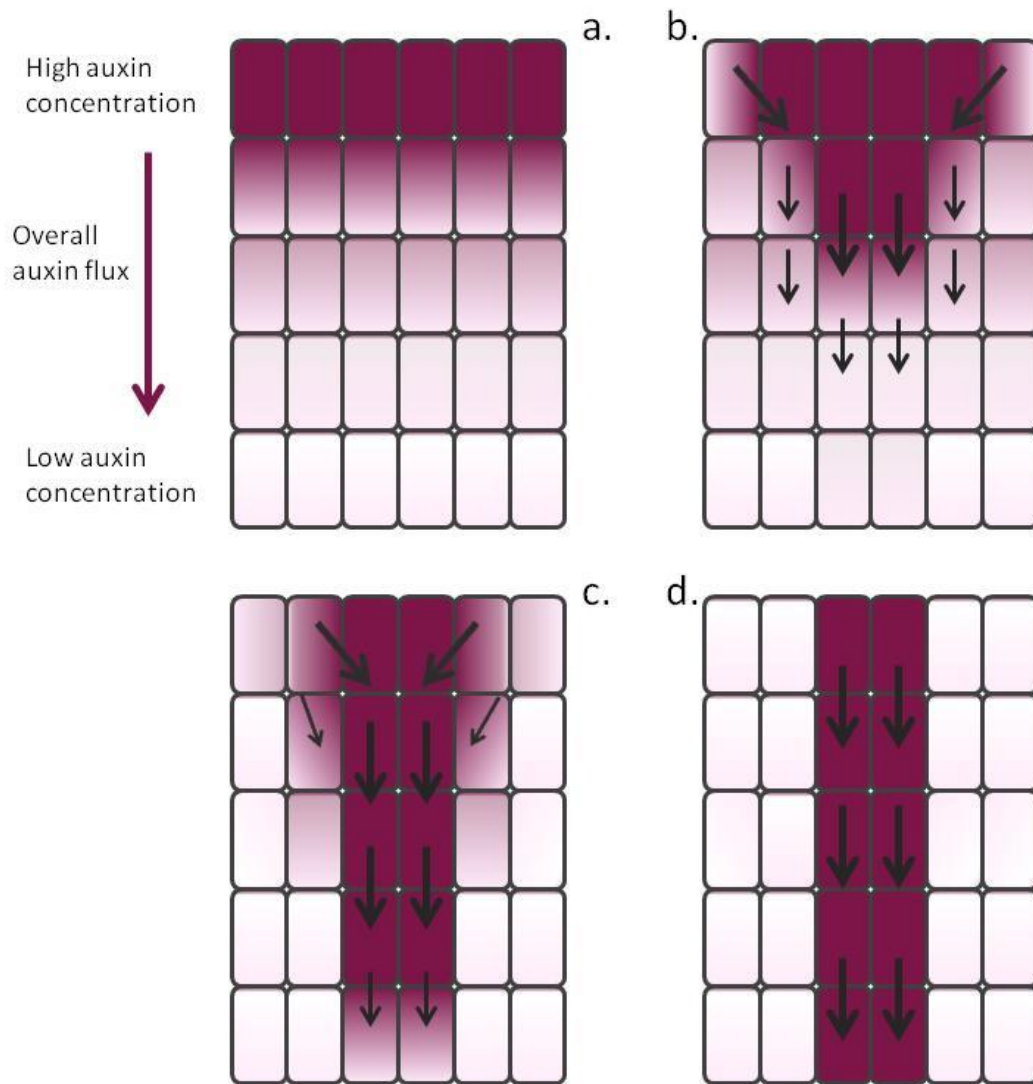 a.
b.
High auxin
concentration
Overall
auxin flux
Low auxin
concentration
c.
d.